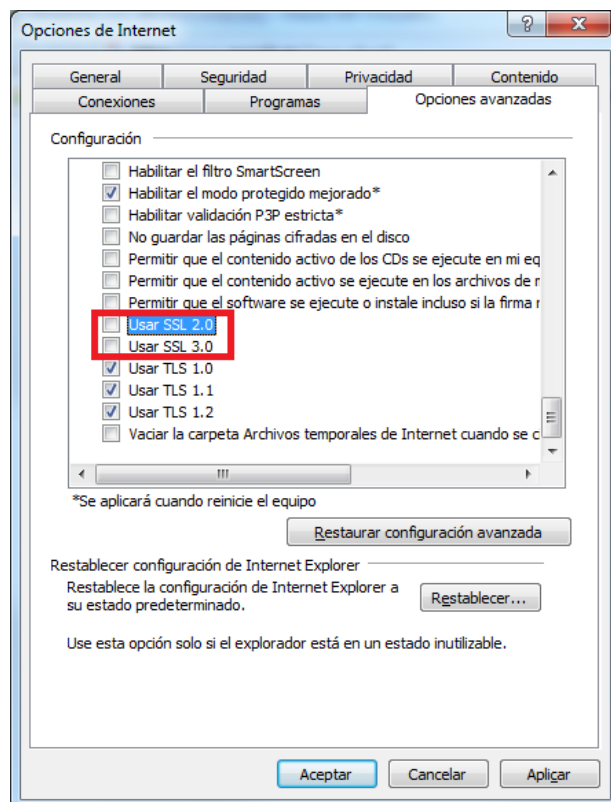 Opciones de Internet
General Seguridad Privacidad Contenido
Conexiones Programas Opciones avanzadas
Configuración
Habilitar el filtro SmartScreen
Habilitar el modo protegido mejorado*
Habilitar validación P3P estricta*
No guardar las páginas cifradas en el disco
Permitir que el contenido activo de los CDs se ejecute en mi eq
Permitir que el contenido activo se ejecute en los archivos de
Permitir que el software se ejecute o instale incluso si la firma
Usar SSL 2.0
Usar SSL 3.0
Usar TLS 1.0
Usar TLS 1.1
Usar TLS 1.2
Vaciar la carpeta Archivos temporales de Internet cuando se c
*Se aplicará cuando reinicie el equipo
Restaurar configuración avanzada
Restablecer configuración de Internet Explorer
Restablece la configuración de Internet Explorer a
su estado predeterminado.
Restablecer...
Use esta opción solo si el explorador está en un estado inutilizable.
Aceptar Cancelar Aplicar